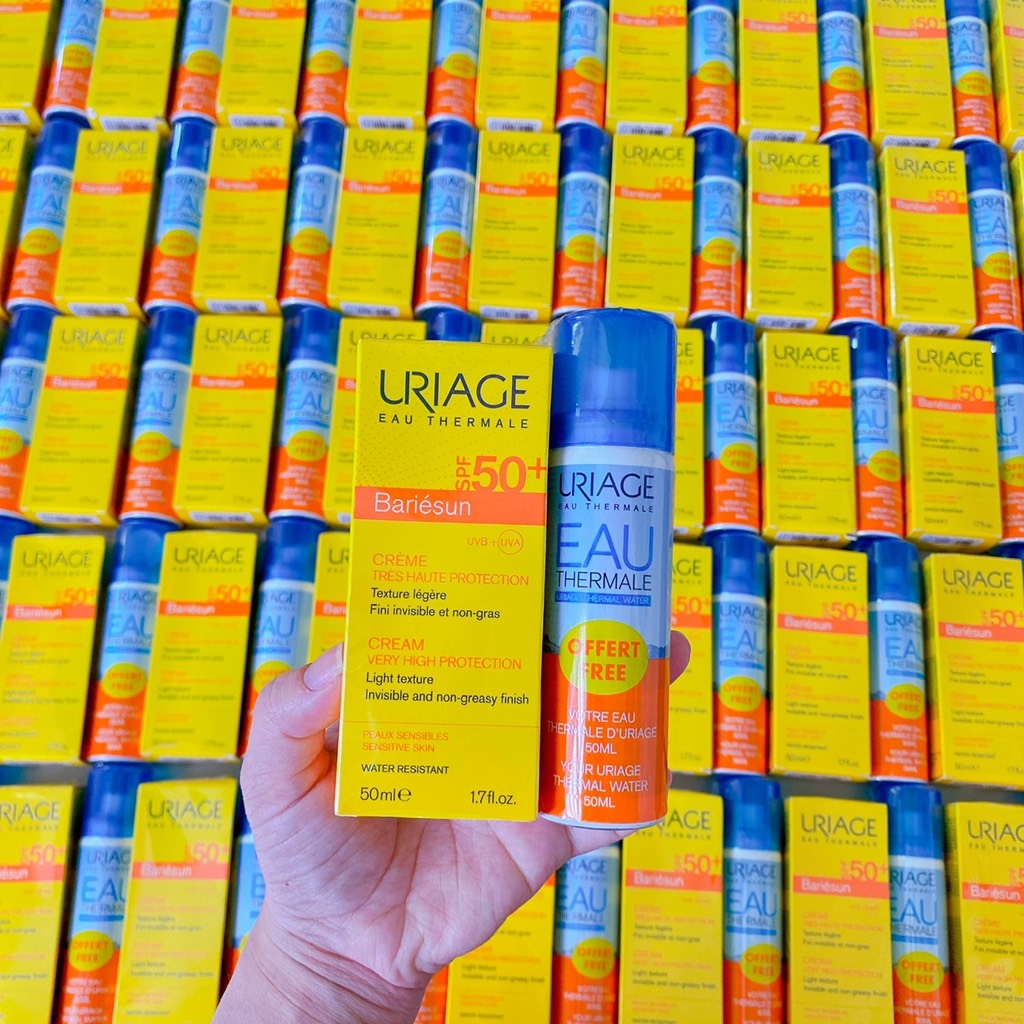 URIAGE
EAU THERMALE
SPF 50+
Bariésun
UVB + UVA
CRÈME
TRÈS HAUTE PROTECTION
Texture légère
Fini invisible et non-gras
CREAM
VERY HIGH PROTECTION
Light texture
Invisible and non-greasy finish
PEAUX SENSIBLES
SENSITIVE SKIN
WATER RESISTANT
50ml℮ 1.7fl.oz.
URIAGE
EAU THERMALE
EAU
THERMALE
URIAGE THERMAL WATER
OFFERT
FREE
VOTRE EAU
THERMALE D'URIAGE
50ML
YOUR URIAGE
THERMAL WATER
50ML